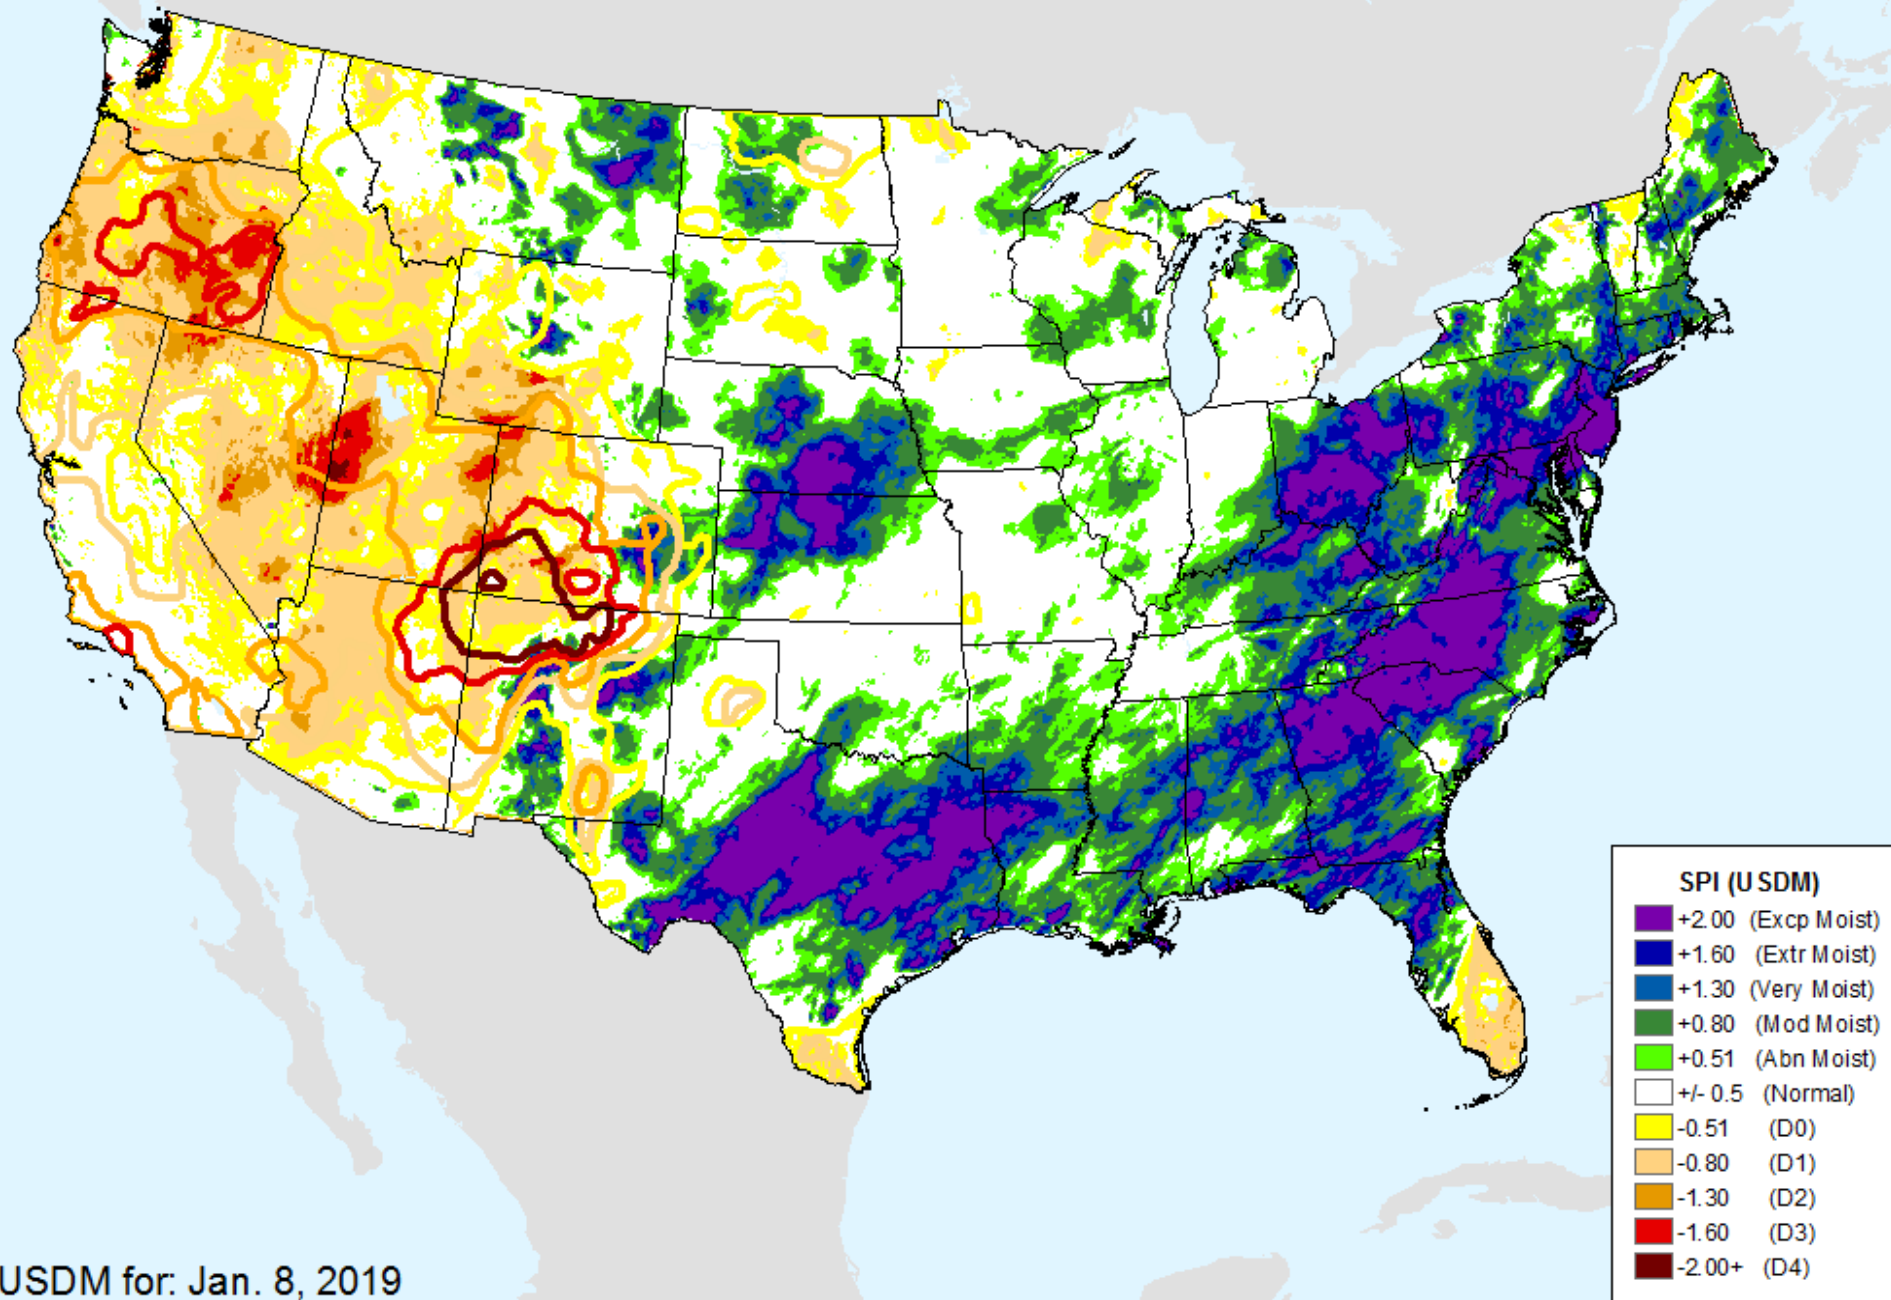 SPI (USDM)
+2.00 (Excp Moist)
+1.60 (Extr Moist)
+1.30 (Very Moist)
+0.80 (Mod Moist)
+0.51 (Abn Moist)
+/- 0.5 (Normal)
-0.51 (D0)
-0.80 (D1)
-1.30 (D2)
-1.60 (D3)
-2.00+ (D4)
USDM for: Jan. 8, 2019